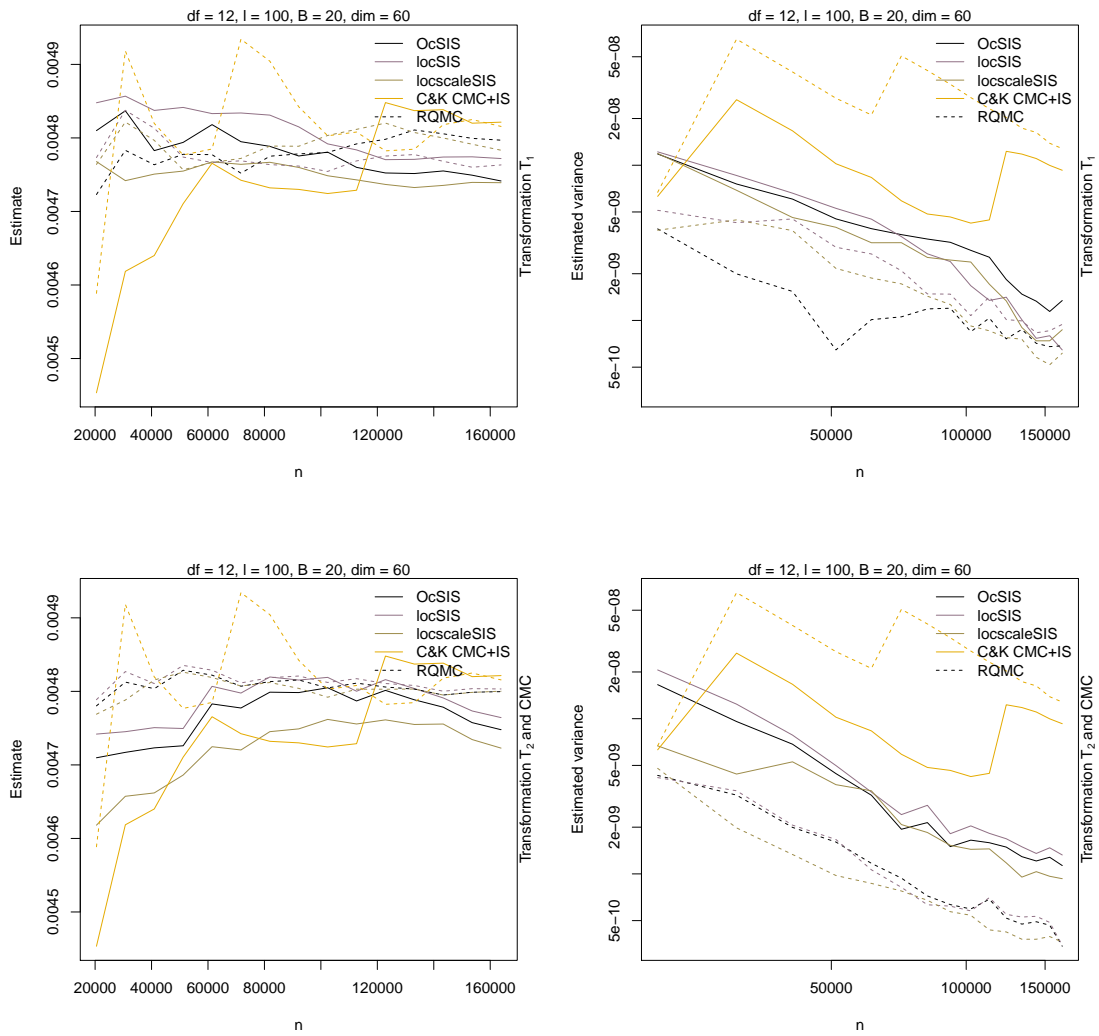 df = 12, l = 100, B = 20, dim = 60
Estimate
0.0045
0.0046
0.0047
0.0048
0.0049
20000
40000
60000
80000
120000
160000
n
Transformation T1
OcSIS
locSIS
locscaleSIS
C&K CMC+IS
RQMC
df = 12, l = 100, B = 20, dim = 60
Estimated variance
5e−10
2e−09
5e−09
2e−08
5e−08
50000
100000
150000
n
Transformation T1
OcSIS
locSIS
locscaleSIS
C&K CMC+IS
RQMC
df = 12, l = 100, B = 20, dim = 60
Estimate
0.0045
0.0046
0.0047
0.0048
0.0049
20000
40000
60000
80000
120000
160000
n
Transformation T2 and CMC
OcSIS
locSIS
locscaleSIS
C&K CMC+IS
RQMC
df = 12, l = 100, B = 20, dim = 60
Estimated variance
5e−10
2e−09
5e−09
2e−08
5e−08
50000
100000
150000
n
Transformation T2 and CMC
OcSIS
locSIS
locscaleSIS
C&K CMC+IS
RQMC